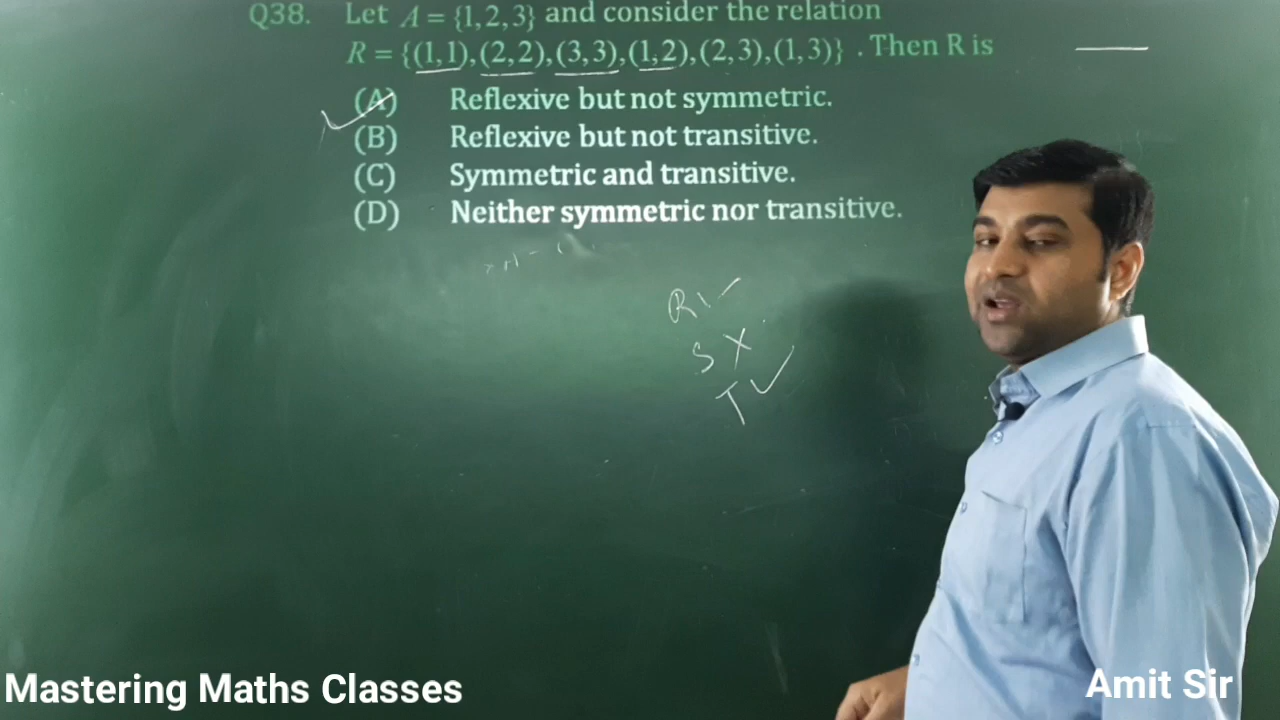 Q38. Let A = {1,2,3} and consider the relation
R = {(1,1),(2,2),(3,3),(1,2),(2,3),(1,3)} . Then R is ____
(A) Reflexive but not symmetric.
(B) Reflexive but not transitive.
(C) Symmetric and transitive.
(D) Neither symmetric nor transitive.
R ✓
S X
T ✓
Mastering Maths Classes
Amit Sir